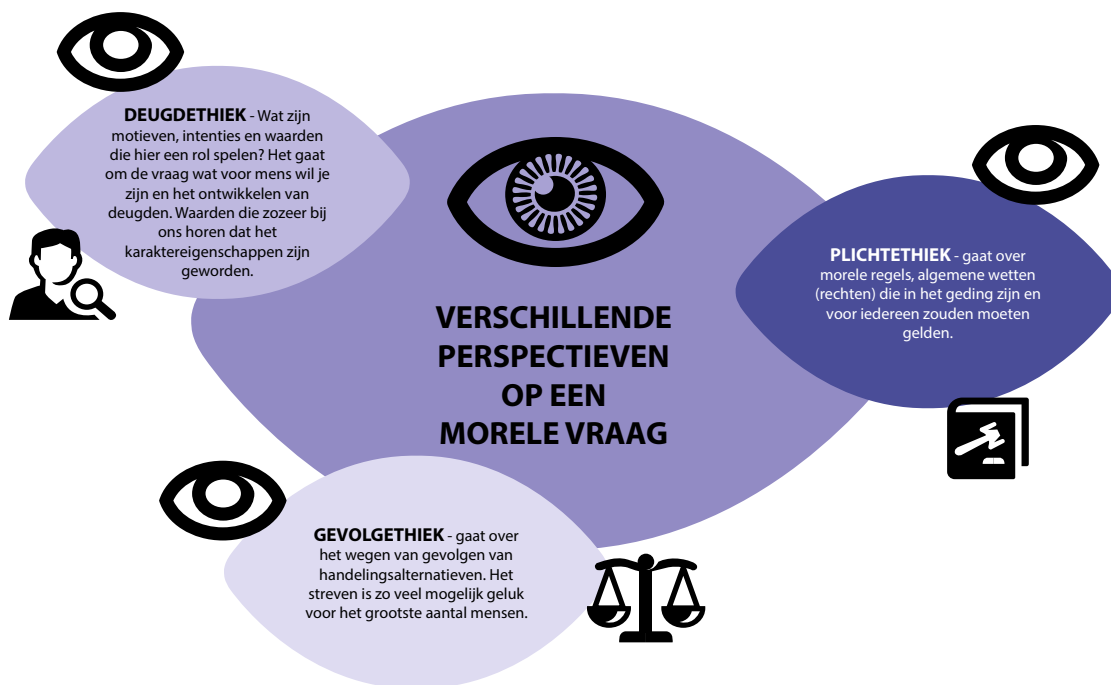 DEUGDETHIEK - Wat zijn
motieven, intenties en waarden
die hier een rol spelen? Het gaat
om de vraag wat voor mens wil je
zijn en het ontwikkelen van
deugden. Waarden die zozeer bij
ons horen dat het
karaktereigenschappen zijn
geworden.
VERSCHILLENDE
PERSPECTIEVEN
OP EEN
MORELE VRAAG
PLICHTETHIEK - gaat over
morele regels, algemene wetten
(rechten) die in het geding zijn en
voor iedereen zouden moeten
gelden.
GEVOLGETHIEK - gaat over
het wegen van gevolgen van
handelingsalternatieven. Het
streven is zo veel mogelijk geluk
voor het grootste aantal mensen.